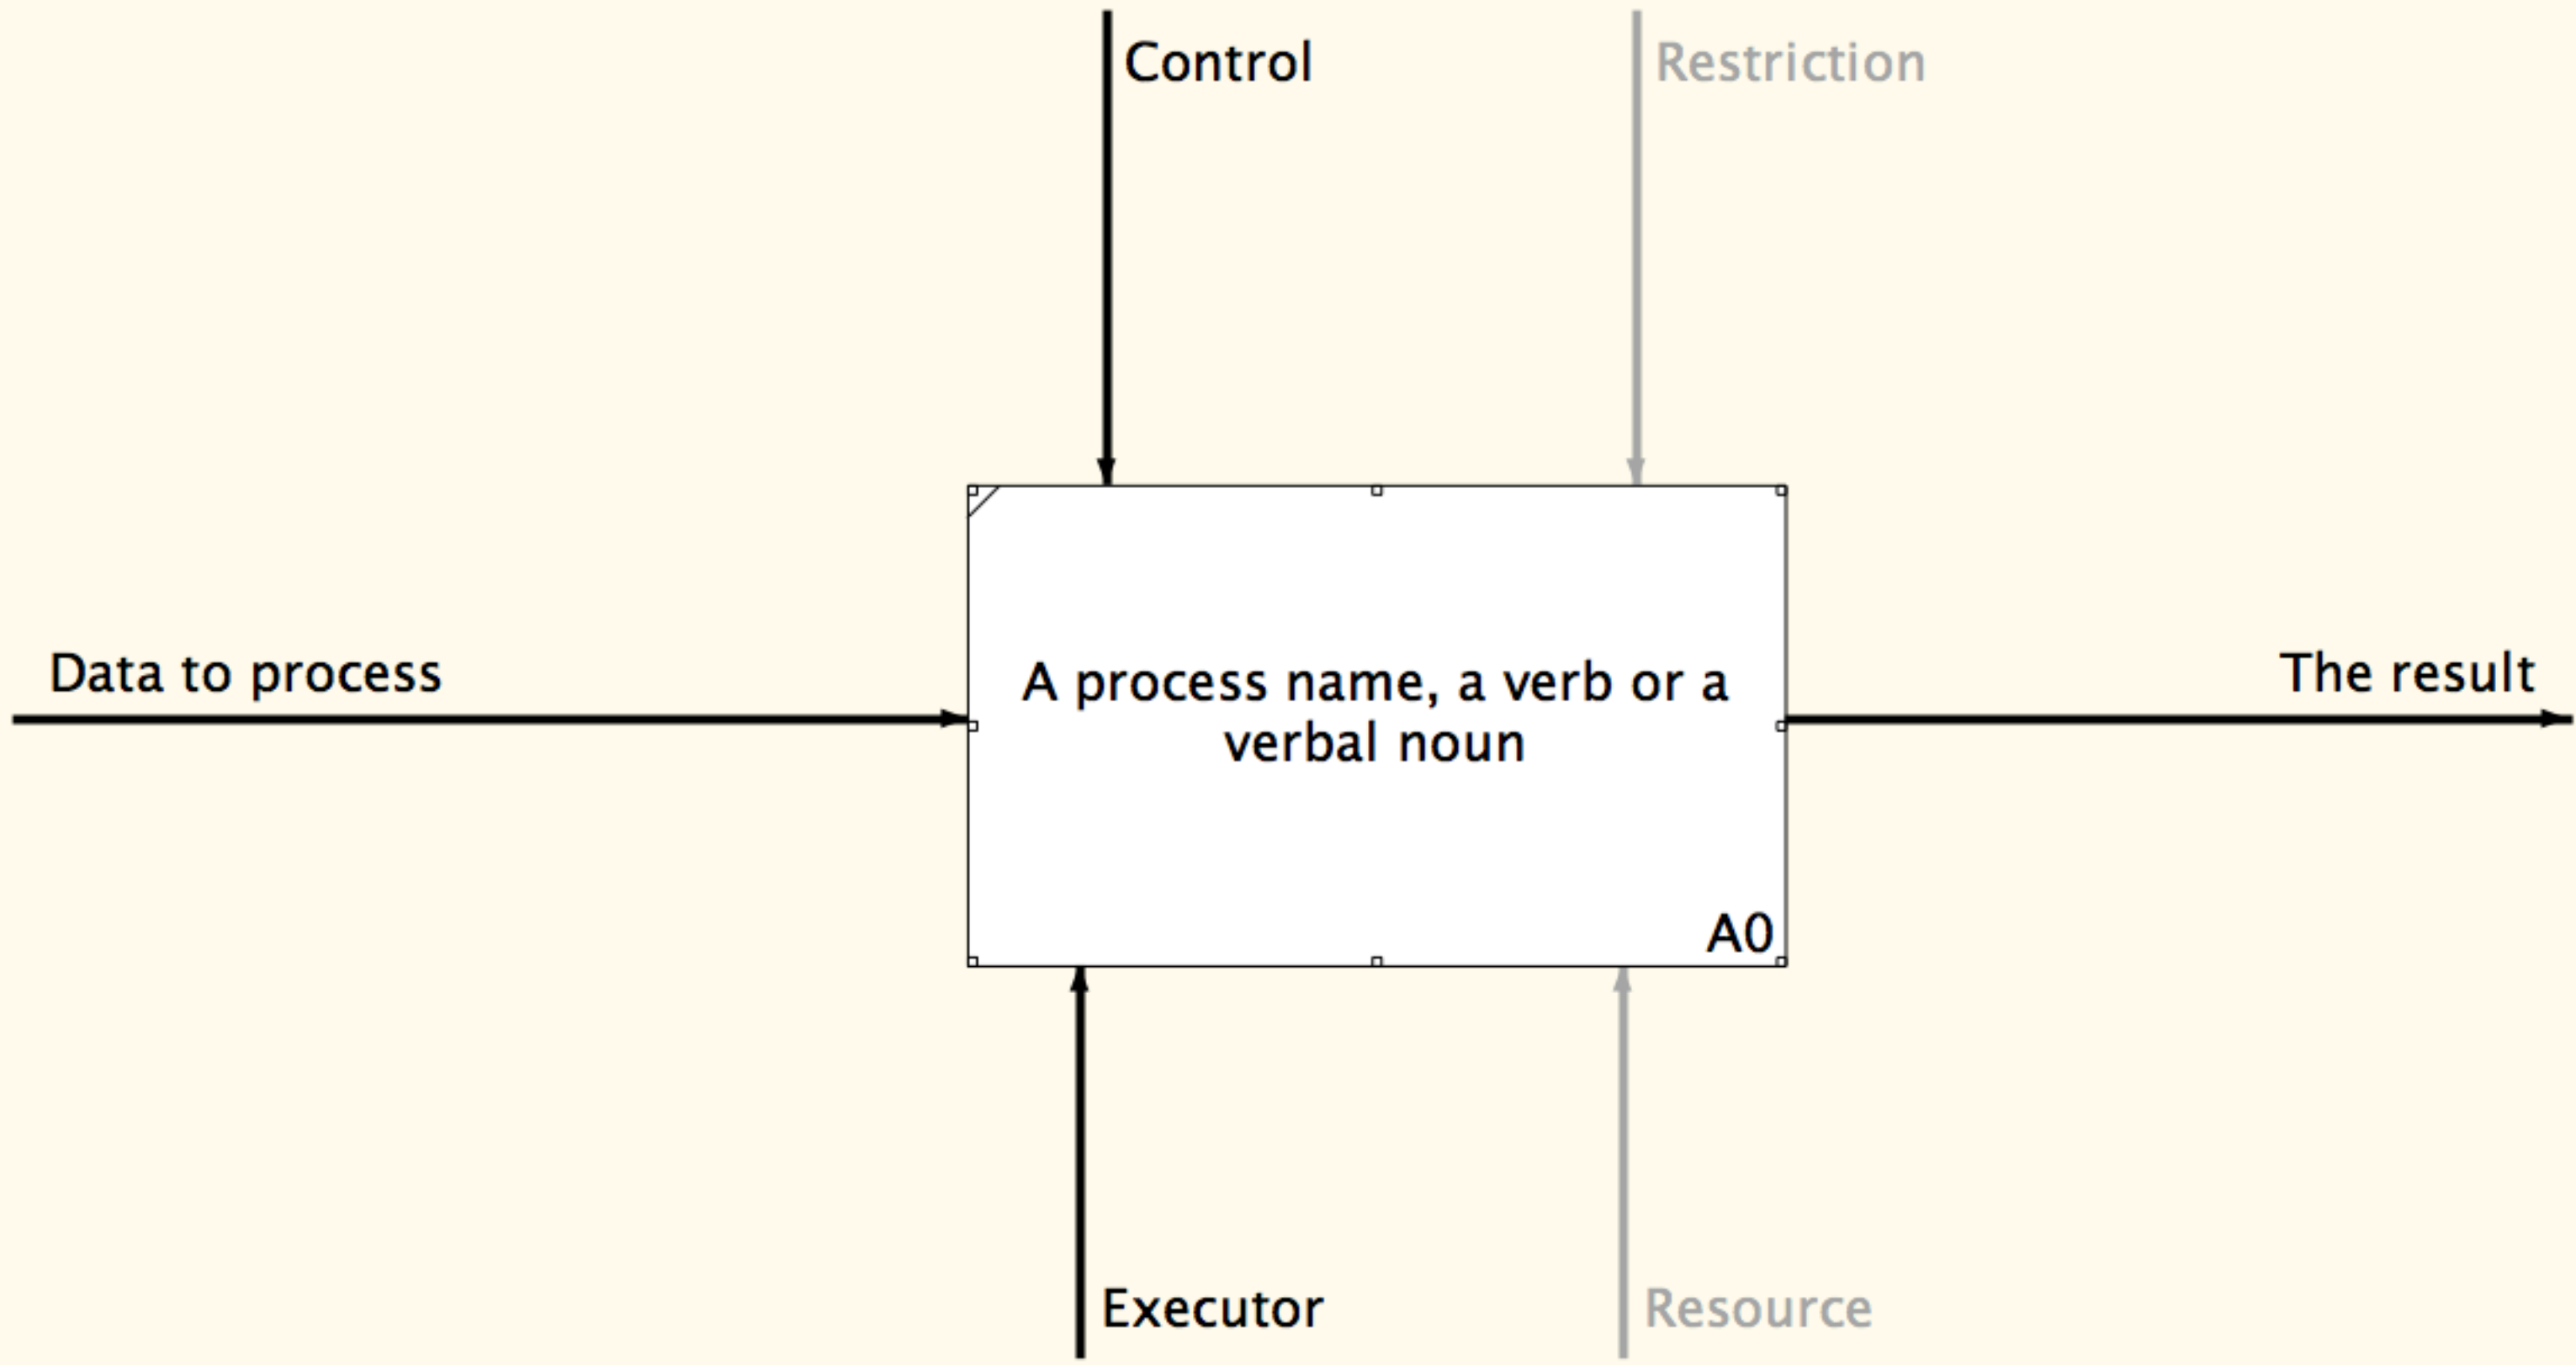 Control
Restriction
Data to process
A process name, a verb or a
verbal noun
The result
A0
Executor
Resource